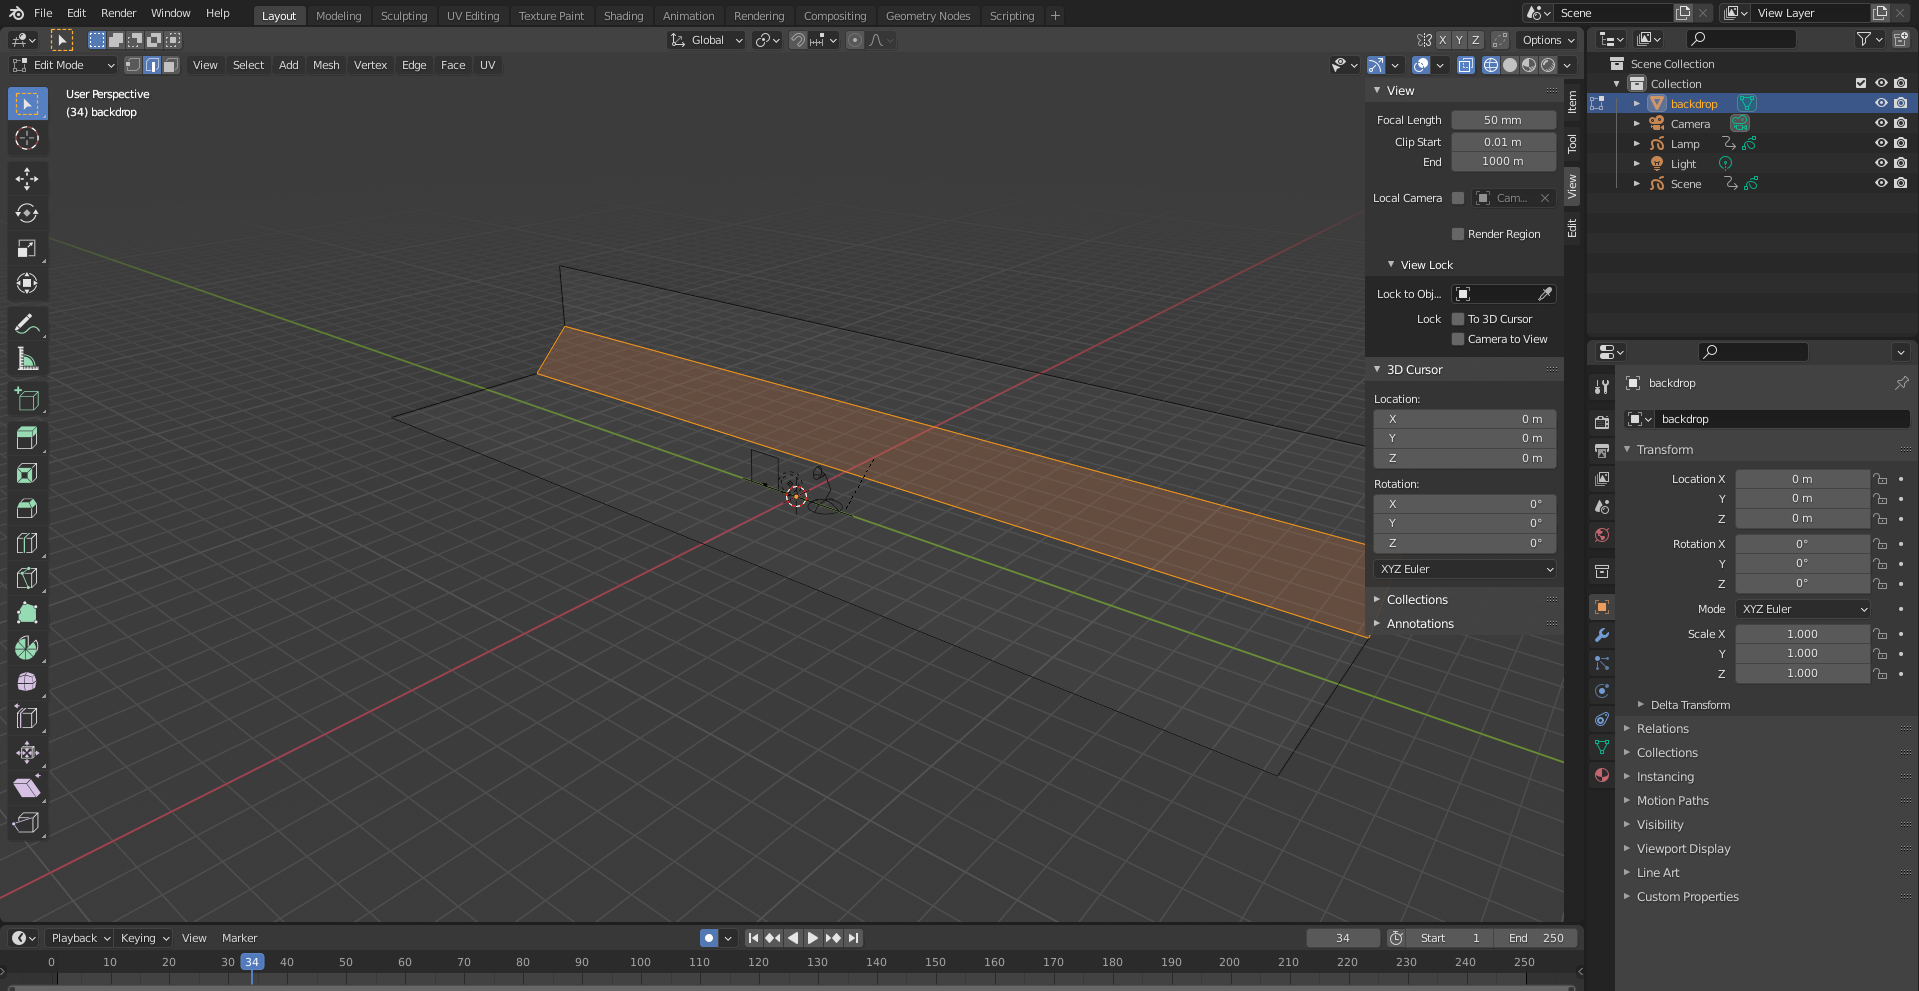 File Edit Render Window Help Layout Modeling Sculpting UV Editing Texture Paint Shading Animation Rendering Compositing Geometry Nodes Scripting + Scene View Layer
Global X Y Z Options
Edit Mode View Select Add Mesh Vertex Edge Face UV
User Perspective
(34) backdrop
View
Focal Length 50 mm
Clip Start 0.01 m
End 1000 m
Local Camera Cam...
Render Region
View Lock
Lock to Obj...
Lock To 3D Cursor
Camera to View
3D Cursor
Location:
X 0 m
Y 0 m
Z 0 m
Rotation:
X 0°
Y 0°
Z 0°
XYZ Euler
Collections
Annotations
Item
Tool
View
Edit
Scene Collection
Collection
backdrop
Camera
Lamp
Light
Scene
backdrop
backdrop
Transform
Location X 0 m
Y 0 m
Z 0 m
Rotation X 0°
Y 0°
Z 0°
Mode XYZ Euler
Scale X 1.000
Y 1.000
Z 1.000
Delta Transform
Relations
Collections
Instancing
Motion Paths
Visibility
Viewport Display
Line Art
Custom Properties
Playback Keying View Marker 34 Start 1 End 250
0 10 20 30 34 40 50 60 70 80 90 100 110 120 130 140 150 160 170 180 190 200 210 220 230 240 250